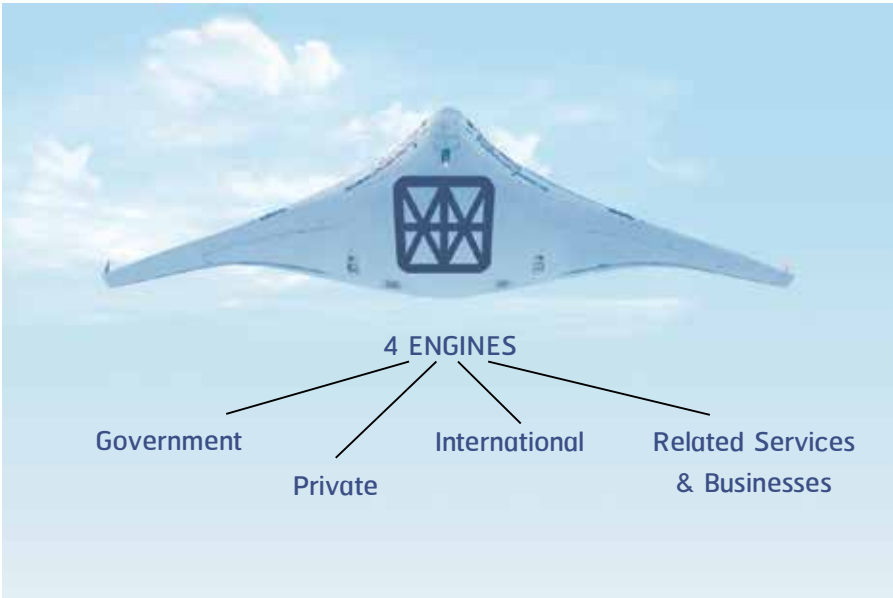 4 ENGINES
Government
Private
International
Related Services
& Businesses